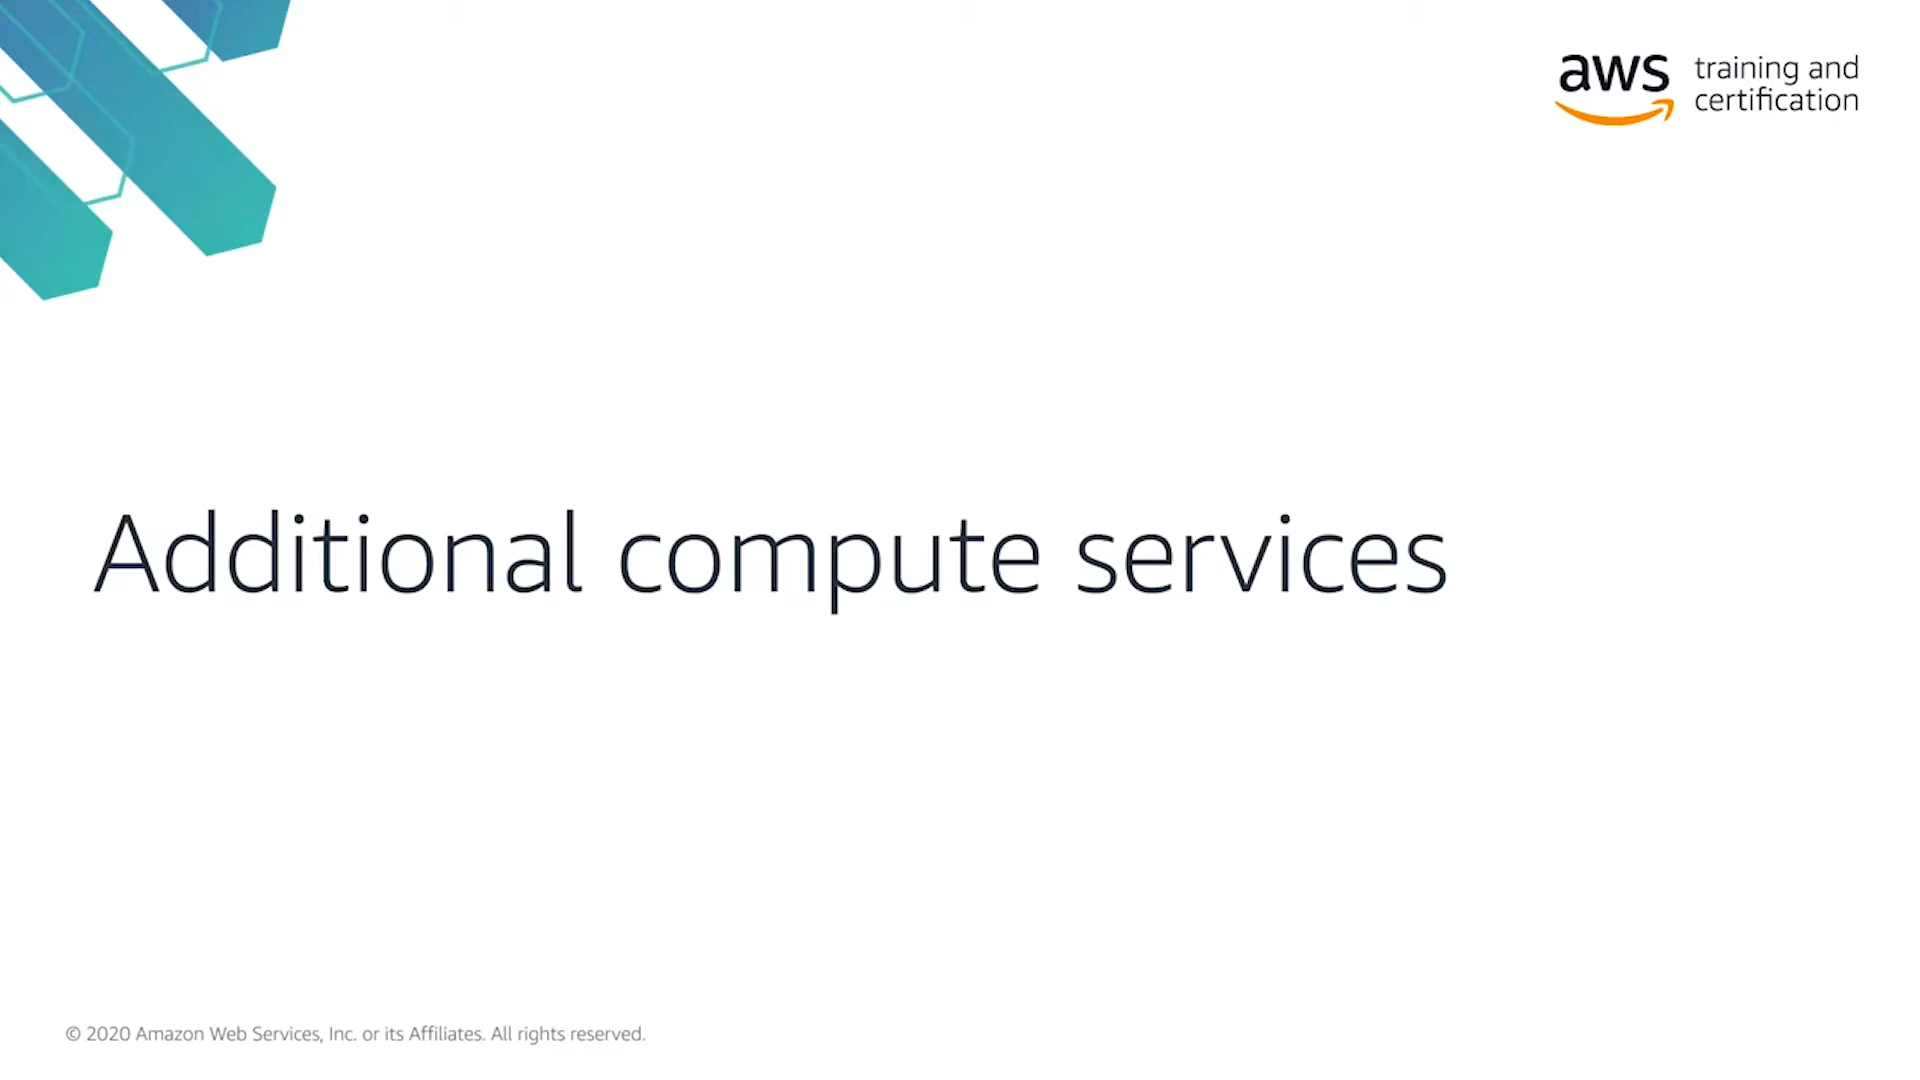 aws training and
certification
Additional compute services
© 2020 Amazon Web Services, Inc. or its Affiliates. All rights reserved.